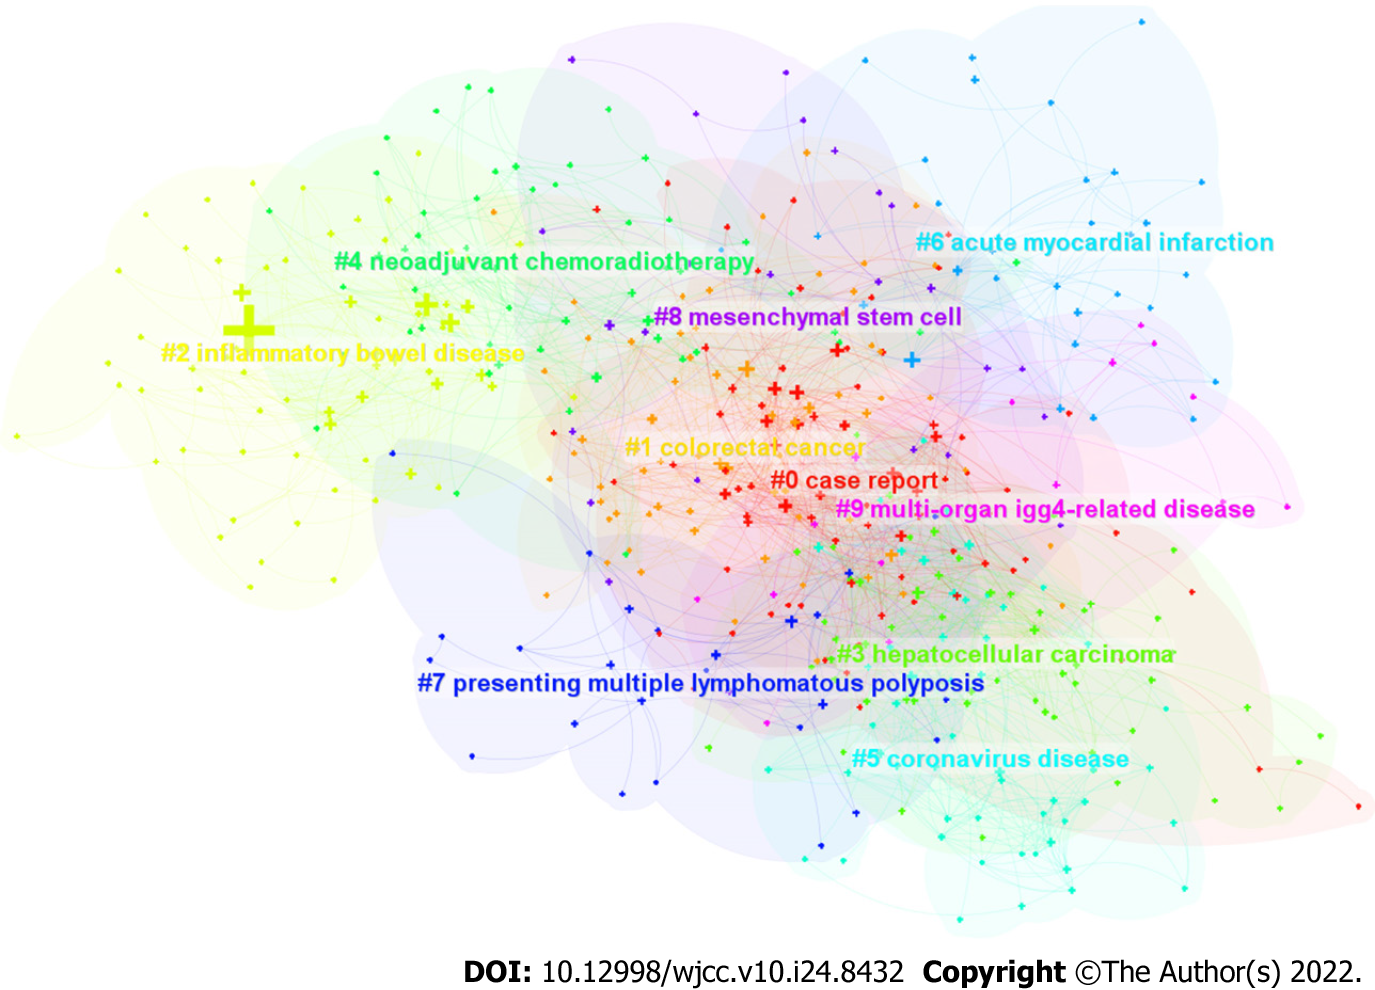 #6 acute myocardial infarction
#4 neoadjuvant chemoradiotherapy
#8 mesenchymal stem cell
#2 inflammatory bowel disease
#1 colorectal cancer
#0 case report
#9 multi-organ igg4-related disease
#3 hepatocellular carcinoma
#7 presenting multiple lymphomatous polyposis
#5 coronavirus disease
DOI: 10.12998/wjcc.v10.i24.8432 Copyright ©The Author(s) 2022.